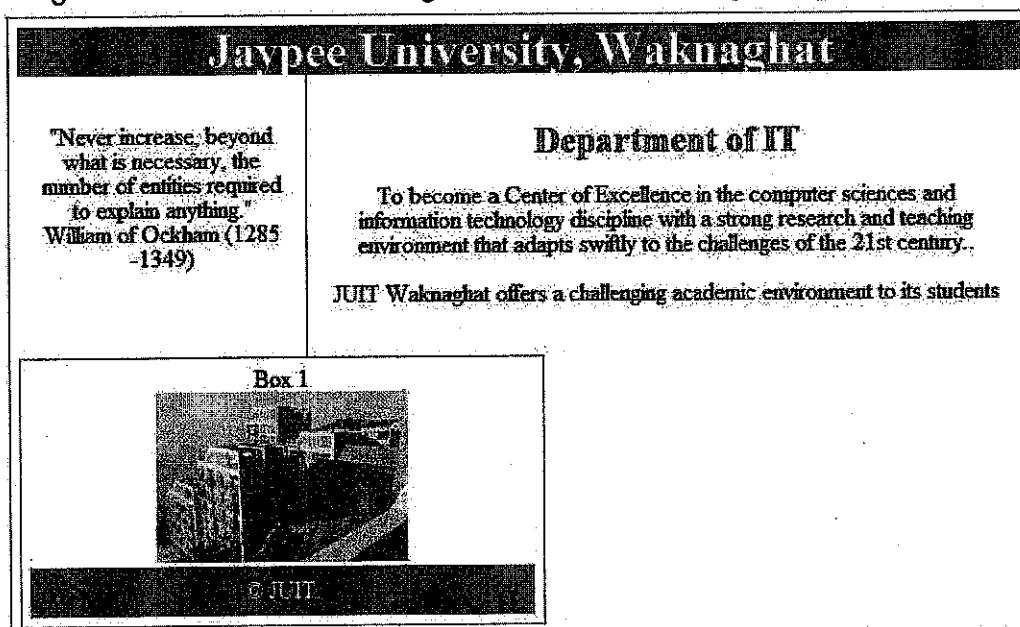 Jaypee University, Waknaghat
"Never increase, beyond
what is necessary, the
number of entities required
to explain anything."
William of Ockham (1285
-1349)
Department of IT
To become a Center of Excellence in the computer sciences and
information technology discipline with a strong research and teaching
environment that adapts swiftly to the challenges of the 21st century..
JUIT Waknaghat offers a challenging academic environment to its students
Box 1
© JUIT